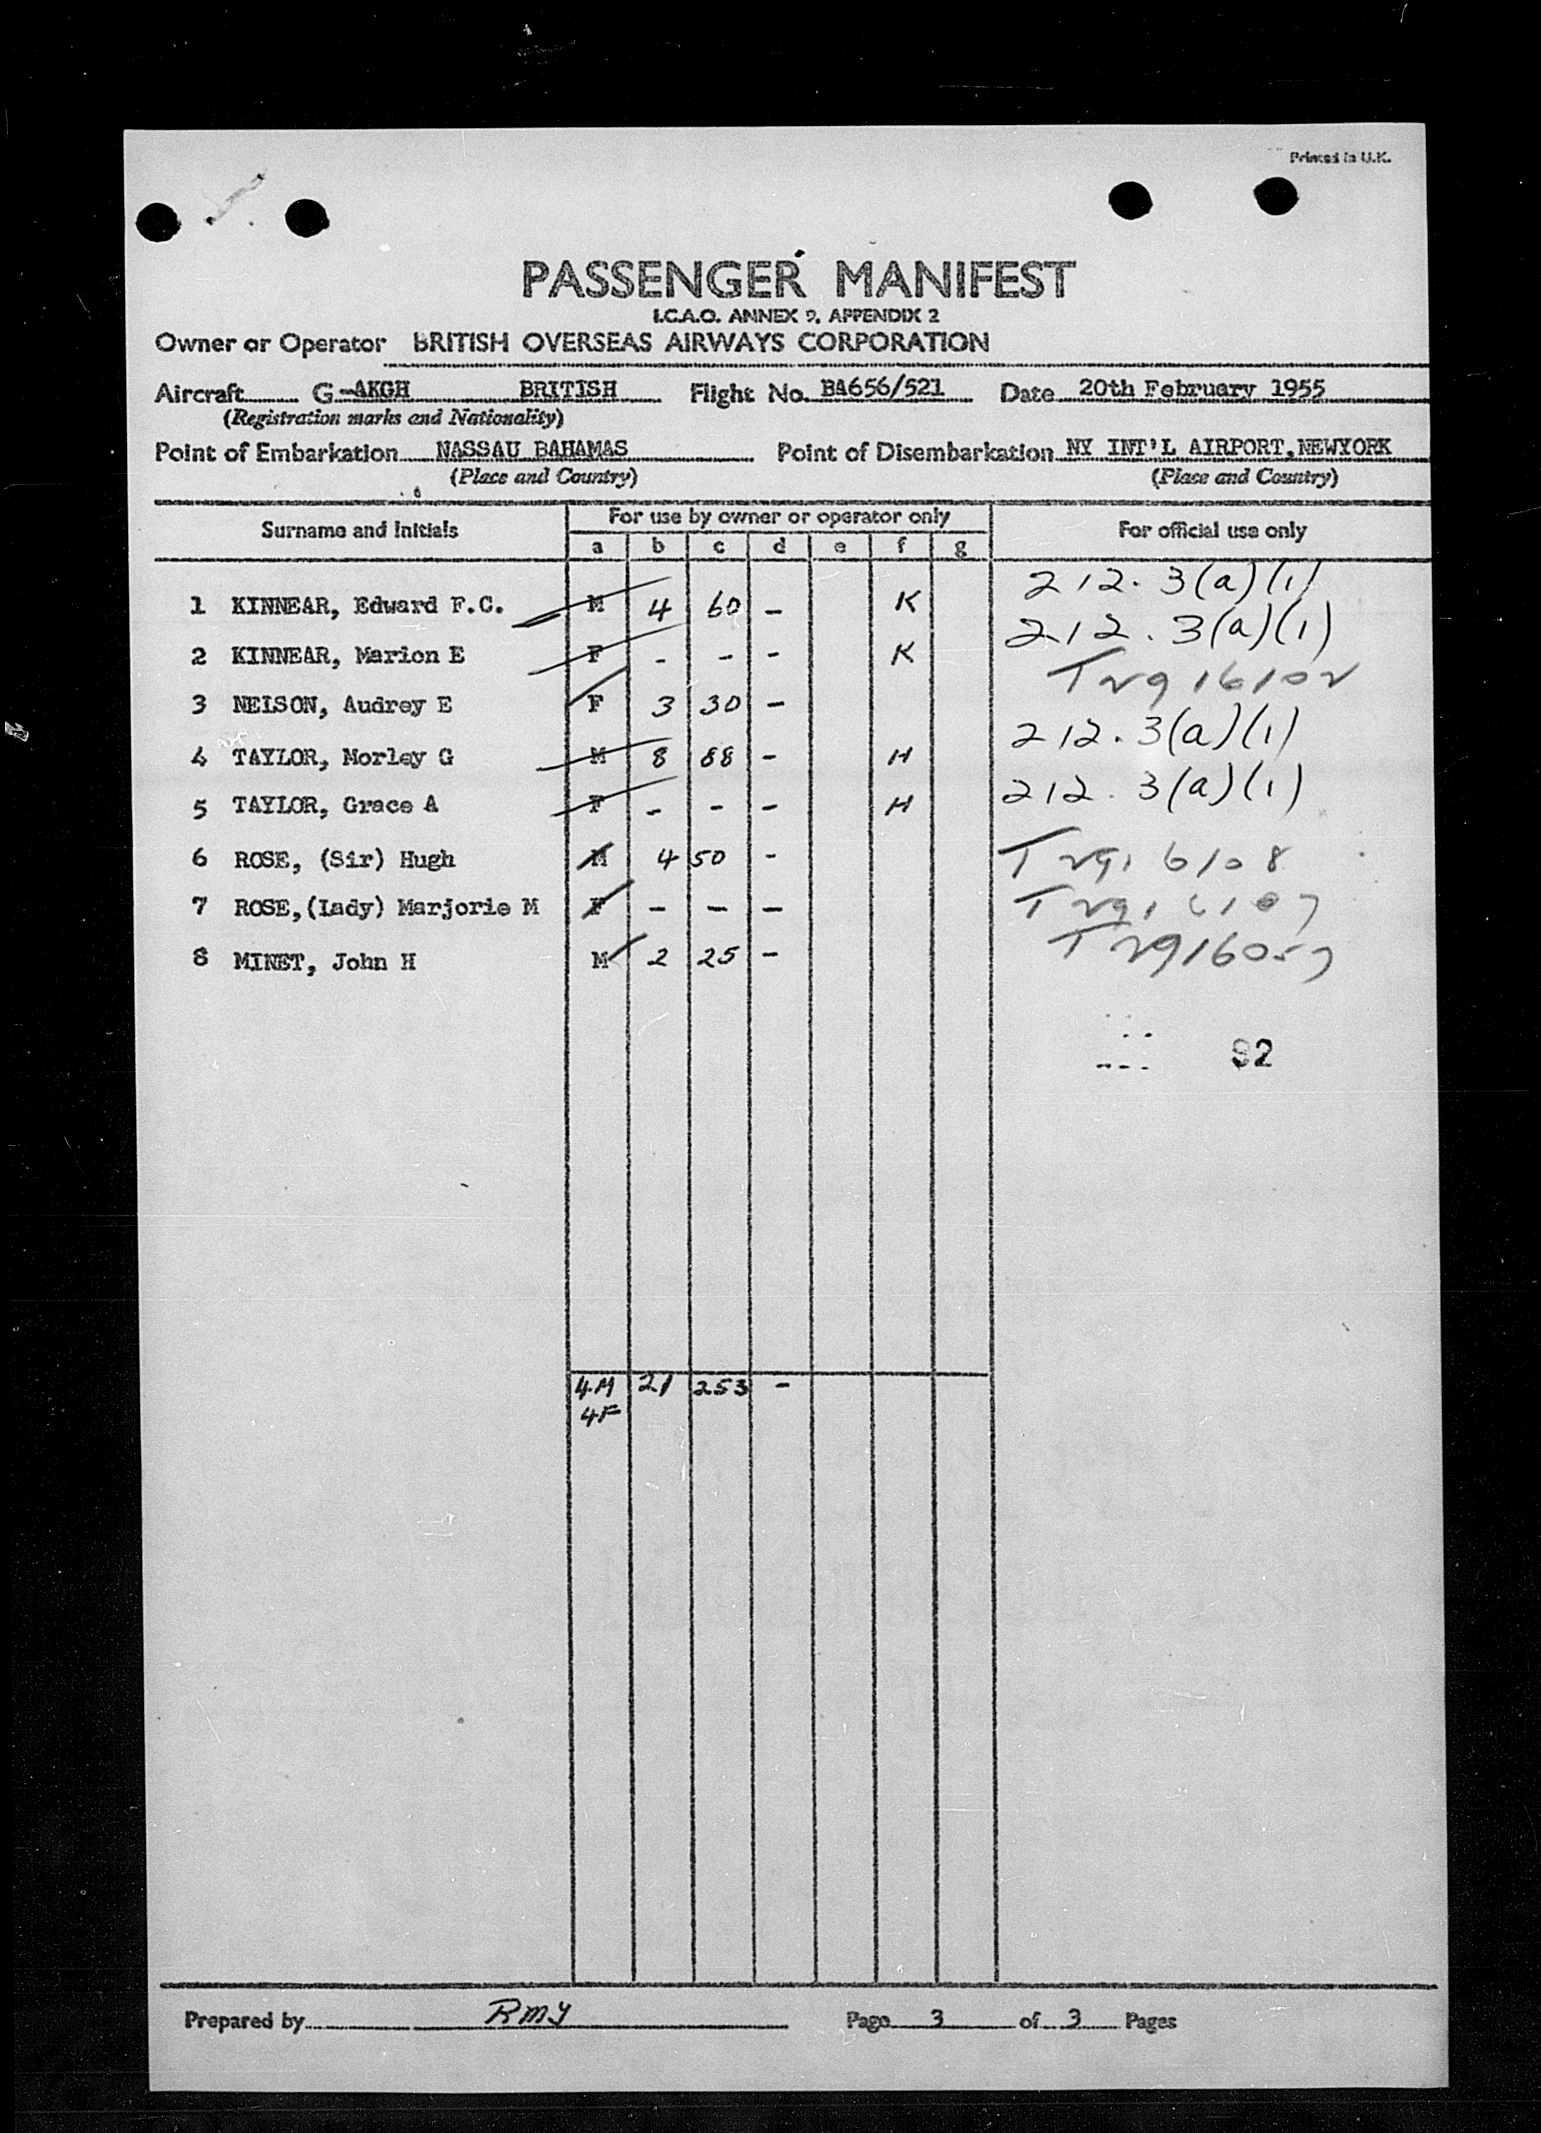 Printed in U.K.
PASSENGER MANIFEST
I.C.A.O. ANNEX 9, APPENDIX 2
Owner or Operator BRITISH OVERSEAS AIRWAYS CORPORATION
Aircraft G-AKGH BRITISH Flight No. BA656/521 Date 20th February 1955
(Registration marks and Nationality)
Point of Embarkation NASSAU BAHAMAS Point of Disembarkation NY INT'L AIRPORT, NEWYORK
(Place and Country) (Place and Country)
Surname and Initials For use by owner or operator only For official use only
a b c d e f g
1 KINNEAR, Edward F.C. M 4 60 - K 212.3(a)(1)
2 KINNEAR, Marion E F - - - K 212.3(a)(1)
3 NELSON, Audrey E F 3 30 - T2916102
4 TAYLOR, Morley G M 8 88 - H 212.3(a)(1)
5 TAYLOR, Grace A F - - - H 212.3(a)(1)
6 ROSE, (Sir) Hugh M 4 50 - T2916108
7 ROSE,(Lady) Marjorie M F - - -
8 MINET, John H M 2 25 -
92
4M 21 253 -
4F
Prepared by RMY Page 3 of 3 Pages